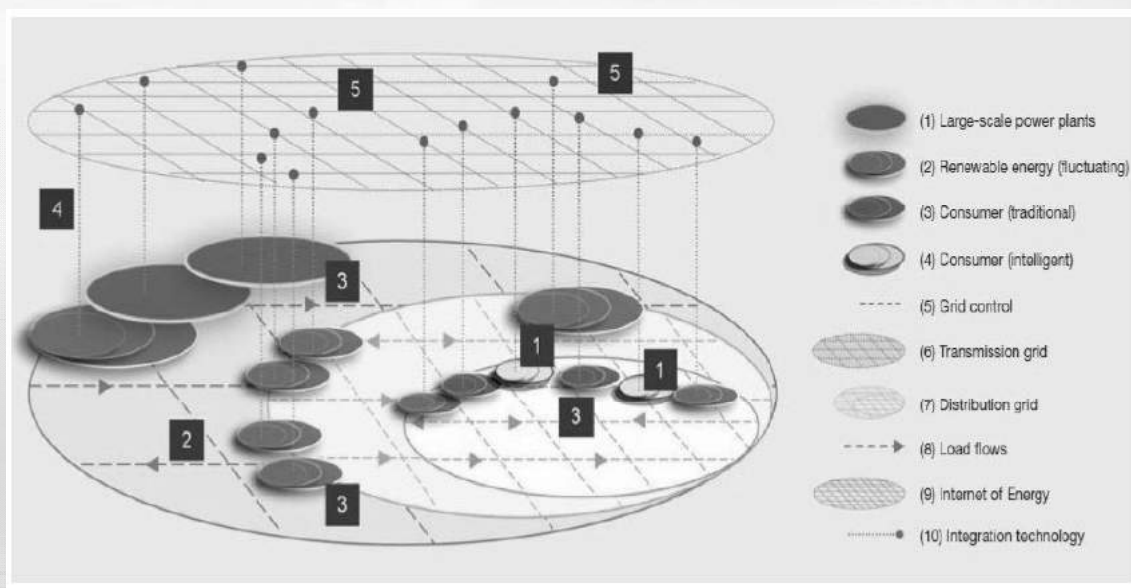 5
5
4
3
1
1
3
2
3
(1) Large-scale power plants
(2) Renewable energy (fluctuating)
(3) Consumer (traditional)
(4) Consumer (intelligent)
(5) Grid control
(6) Transmission grid
(7) Distribution grid
(8) Load flows
(9) Internet of Energy
(10) Integration technology